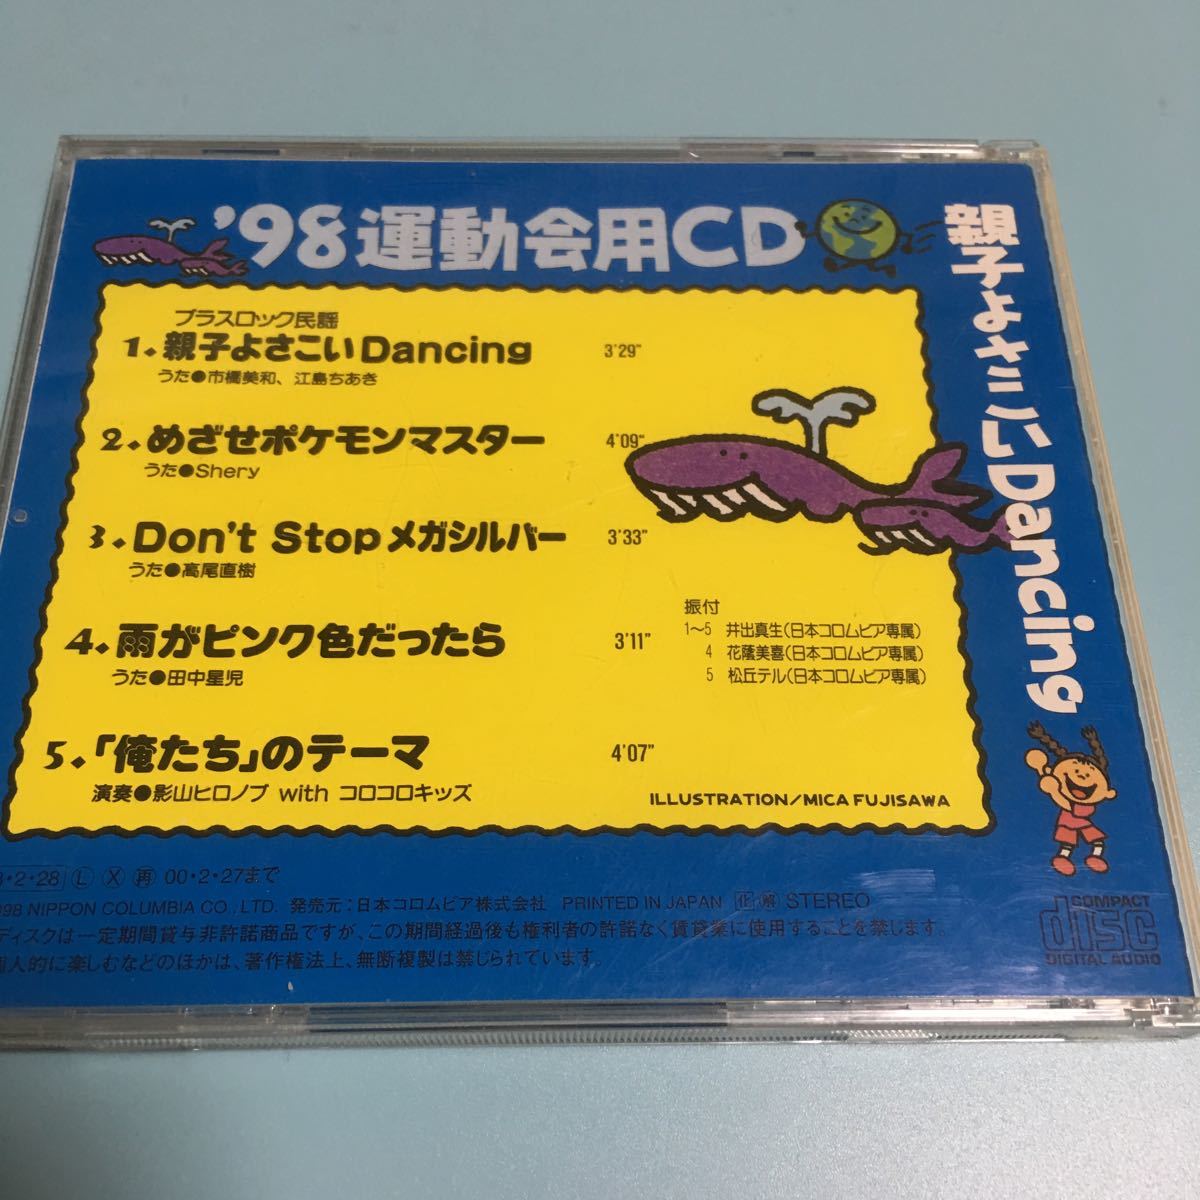 '98運動会用CD
ブラスロック民謡
1. 親子よさこいDancing 3'29"
うた●市橋美和、江島ちあき
2. めざせポケモンマスター 4'09"
うた●Shery
3. Don't Stopメガシルバー 3'33"
うた●高尾直樹
4. 雨がピンク色だったら 3'11"
うた●田中星児
5. 「俺たち」のテーマ 4'07"
演奏●影山ヒロノブ with コロコロキッズ
振付
1〜5 井出真生(日本コロムビア専属)
4 花蔭美喜(日本コロムビア専属)
5 松丘テル(日本コロムビア専属)
ILLUSTRATION/MICA FUJISAWA
・2・28 Ⓛ Ⓧ 再 00・2・27まで
98 NIPPON COLUMBIA CO.,LTD. 発売元:日本コロムビア株式会社 PRINTED IN JAPAN STEREO
ディスクは一定期間貸与非許諾商品ですが、この期間経過後も権利者の許諾なく賃貸業に使用することを禁じます。
人的に楽しむなどのほかは、著作権法上、無断複製は禁じられています。
COMPACT
disc
DIGITAL AUDIO
親子よさこいDancing